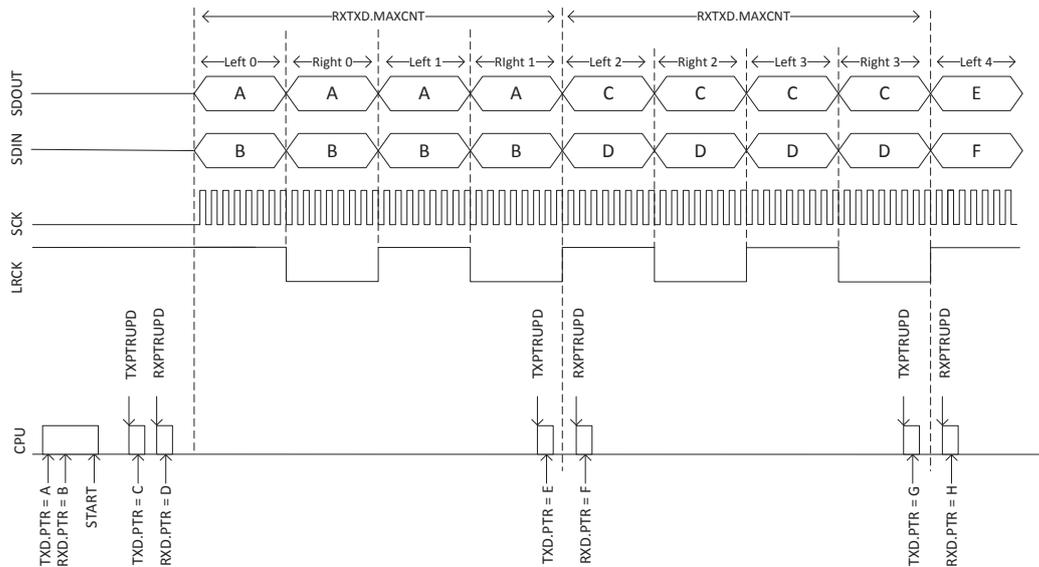 RXTXD.MAXCNT
RXTXD.MAXCNT
Left 0
Right 0
Left 1
RIght 1
Left 2
Right 2
Left 3
Right 3
Left 4
SDOUT
A
A
A
A
C
C
C
C
E
SDIN
B
B
B
B
D
D
D
D
F
SCK
LRCK
TXPTRUPD
RXPTRUPD
TXPTRUPD
RXPTRUPD
TXPTRUPD
RXPTRUPD
CPU
TXD.PTR = A
RXD.PTR = B
START
TXD.PTR = C
RXD.PTR = D
TXD.PTR = E
RXD.PTR = F
TXD.PTR = G
RXD.PTR = H